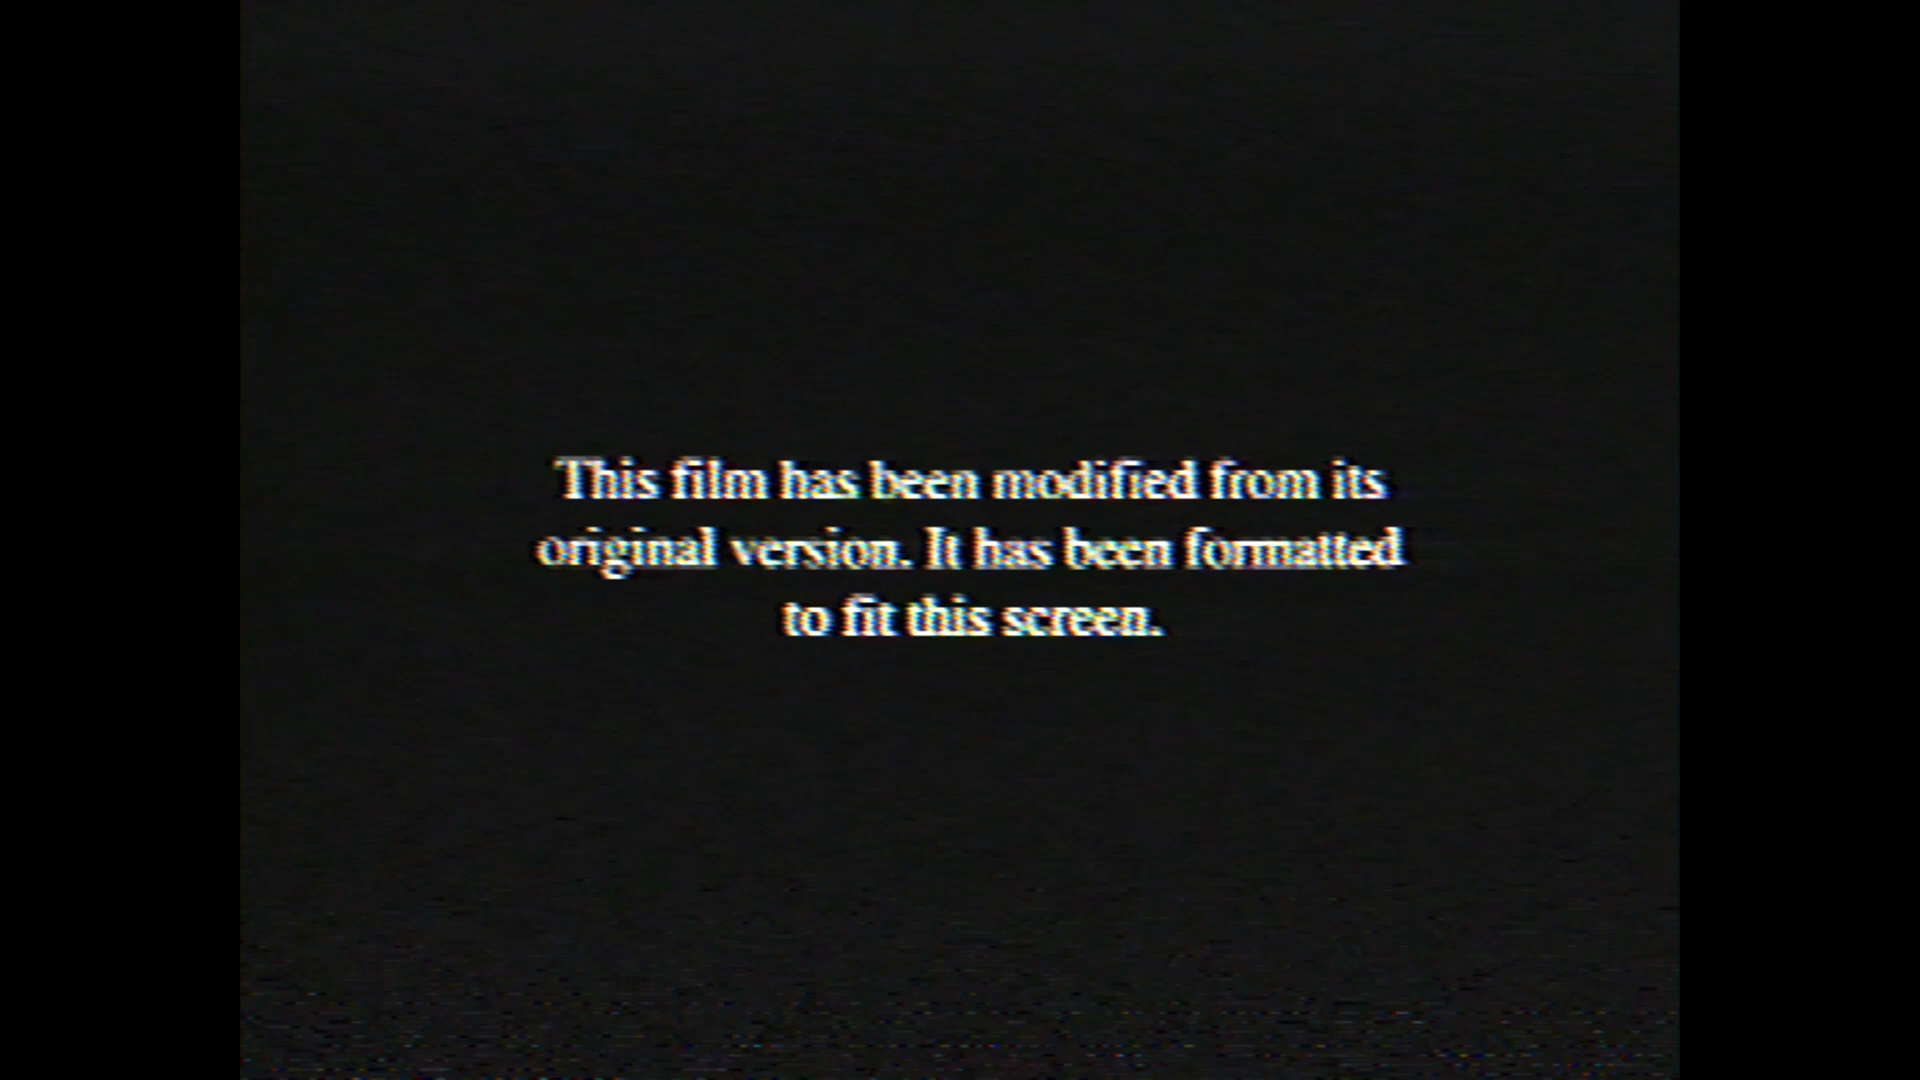 This film has been modified from its
original version. It has been formatted
to fit this screen.